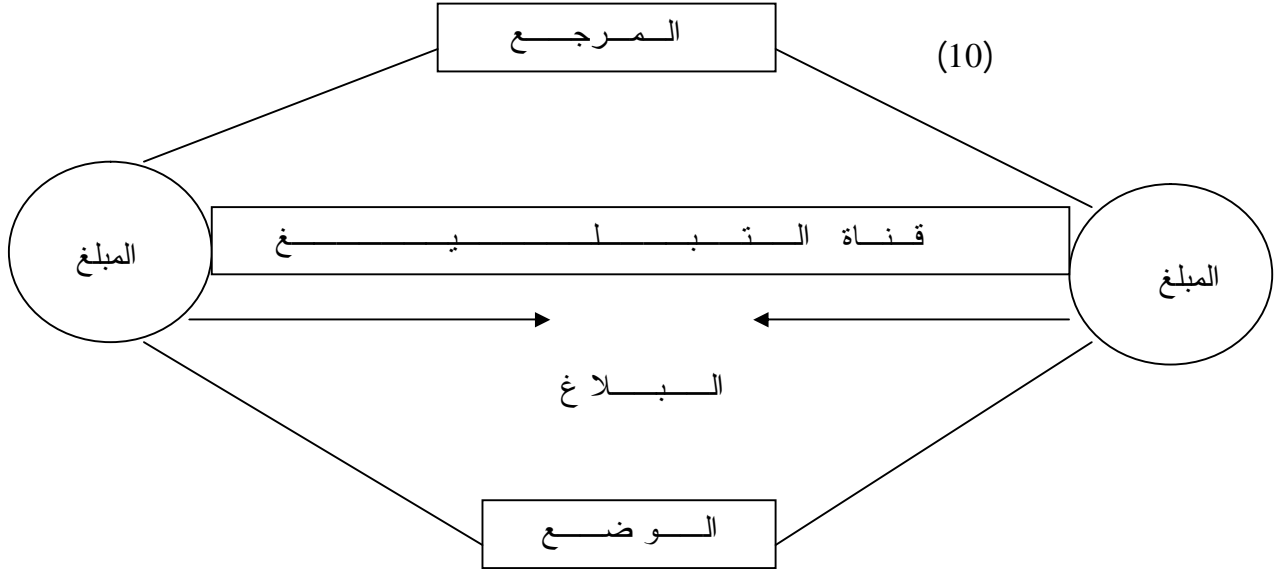 المرجع
(10)
المبلغ
قناة التبليغ
المبلغ
البلاغ
الوضع